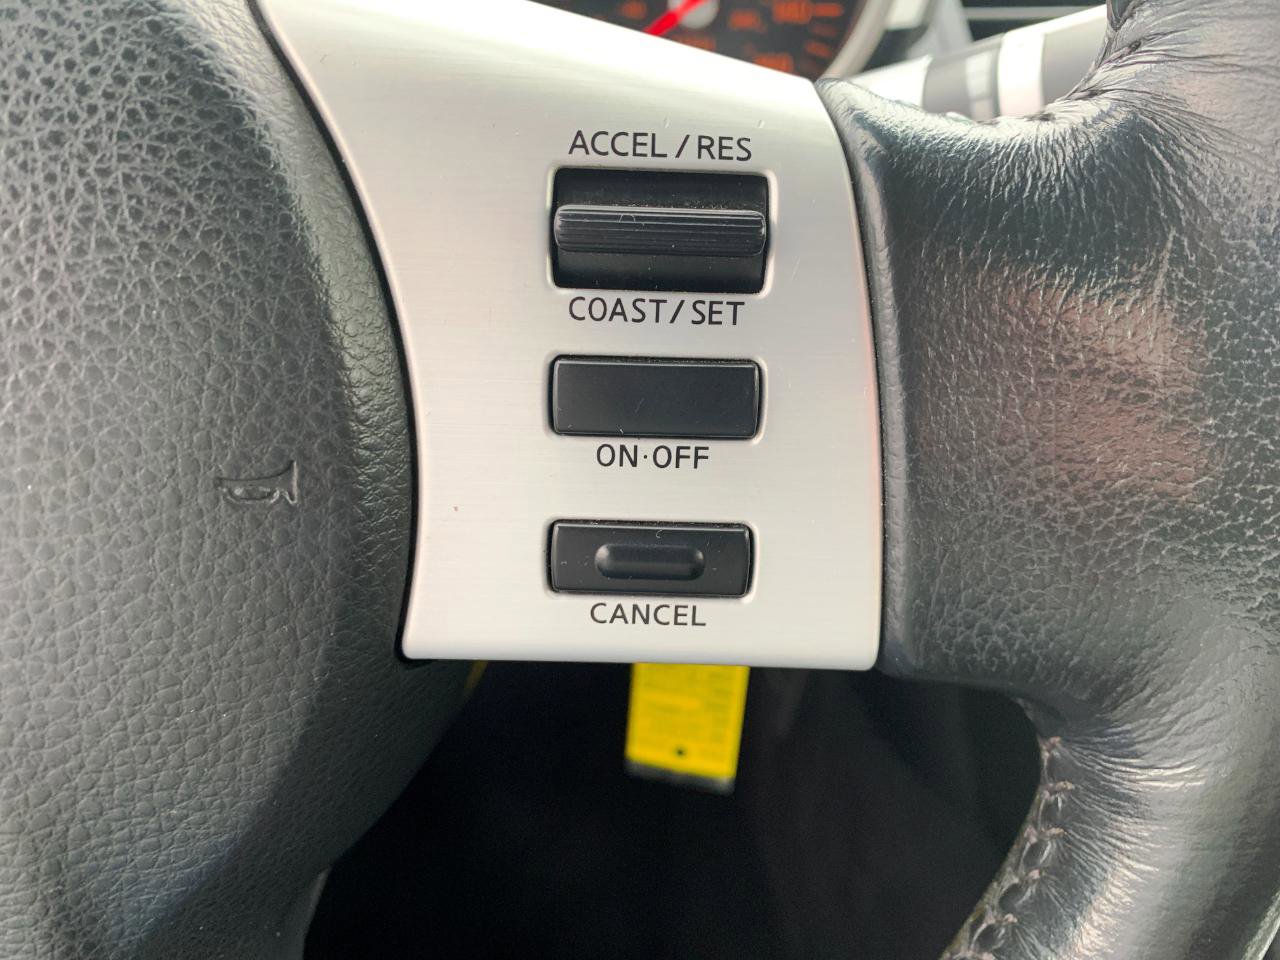 ACCEL / RES
COAST / SET
ON·OFF
CANCEL